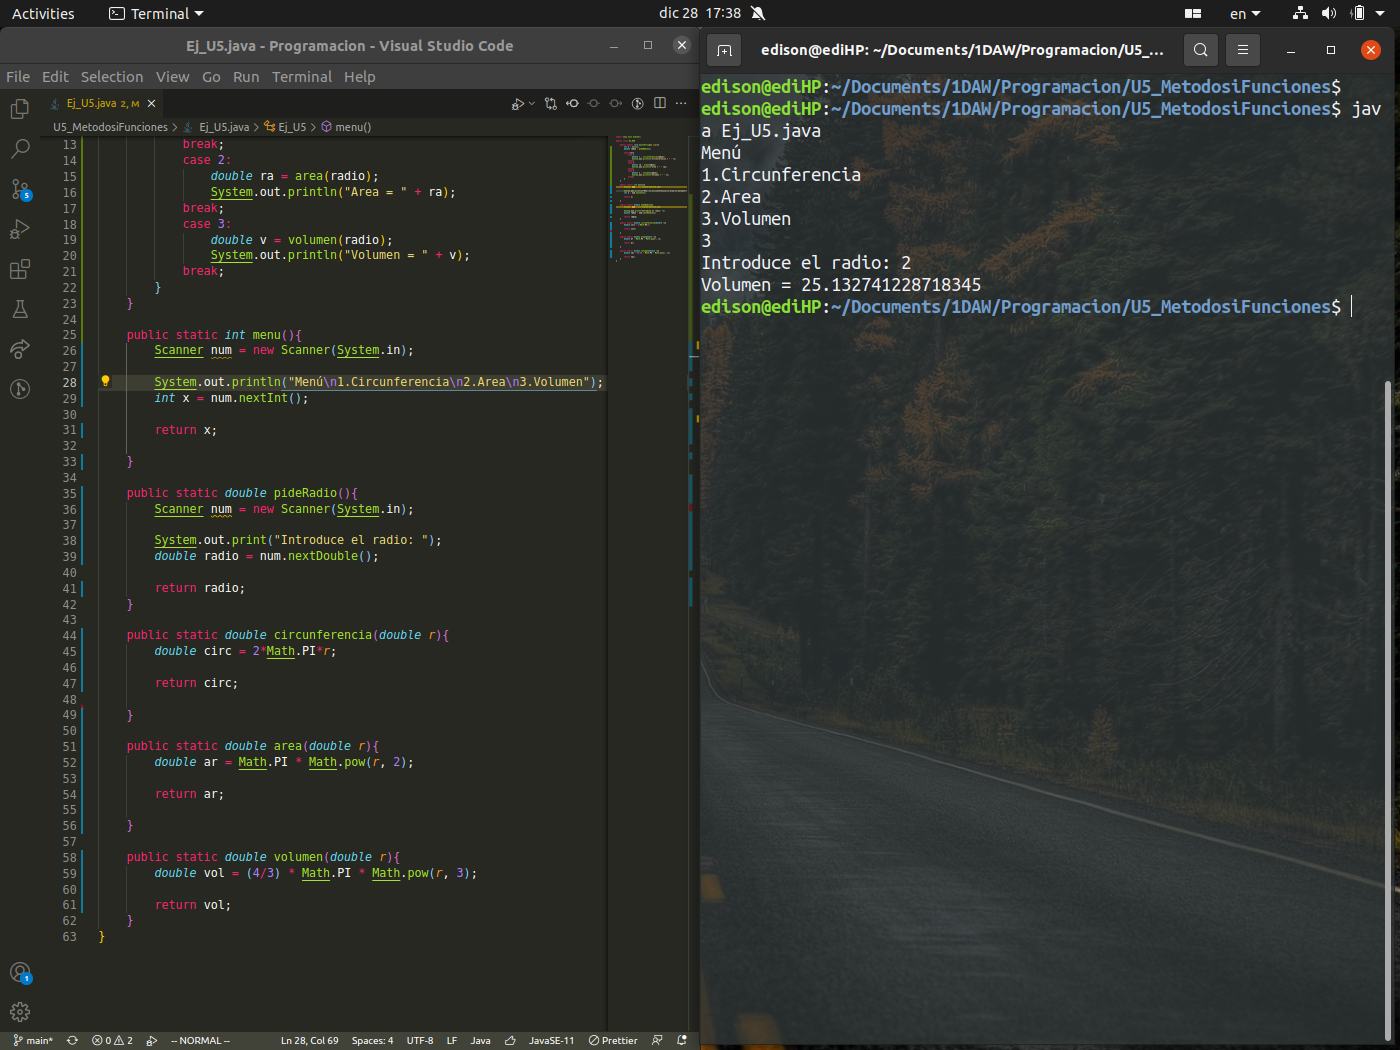 Activities
Terminal
dic 28 17:38
en
Ej_U5.java - Programacion - Visual Studio Code
File Edit Selection View Go Run Terminal Help
Ej_U5.java 2, M
U5_MetodosiFunciones > Ej_U5.java > Ej_U5 > menu()
13 break;
14 case 2:
15 double ra = area(radio);
16 System.out.println("Area = " + ra);
17 break;
18 case 3:
19 double v = volumen(radio);
20 System.out.println("Volumen = " + v);
21 break;
22 }
23 }
24
25 public static int menu(){
26 Scanner num = new Scanner(System.in);
27
28 System.out.println("Menú\n1.Circunferencia\n2.Area\n3.Volumen");
29 int x = num.nextInt();
30
31 return x;
32
33 }
34
35 public static double pideRadio(){
36 Scanner num = new Scanner(System.in);
37
38 System.out.print("Introduce el radio: ");
39 double radio = num.nextDouble();
40
41 return radio;
42 }
43
44 public static double circunferencia(double r){
45 double circ = 2*Math.PI*r;
46
47 return circ;
48
49 }
50
51 public static double area(double r){
52 double ar = Math.PI * Math.pow(r, 2);
53
54 return ar;
55
56 }
57
58 public static double volumen(double r){
59 double vol = (4/3) * Math.PI * Math.pow(r, 3);
60
61 return vol;
62 }
63 }
5
1
main* 0 2 -- NORMAL -- Ln 28, Col 69 Spaces: 4 UTF-8 LF Java JavaSE-11 Prettier
edison@ediHP: ~/Documents/1DAW/Programacion/U5_...
edison@ediHP:~/Documents/1DAW/Programacion/U5_MetodosiFunciones$
edison@ediHP:~/Documents/1DAW/Programacion/U5_MetodosiFunciones$ jav
a Ej_U5.java
Menú
1.Circunferencia
2.Area
3.Volumen
3
Introduce el radio: 2
Volumen = 25.132741228718345
edison@ediHP:~/Documents/1DAW/Programacion/U5_MetodosiFunciones$